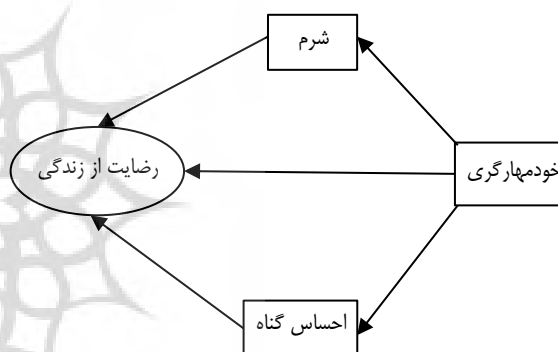 شرم
رضایت از زندگی
خودمهارگری
احساس گناه